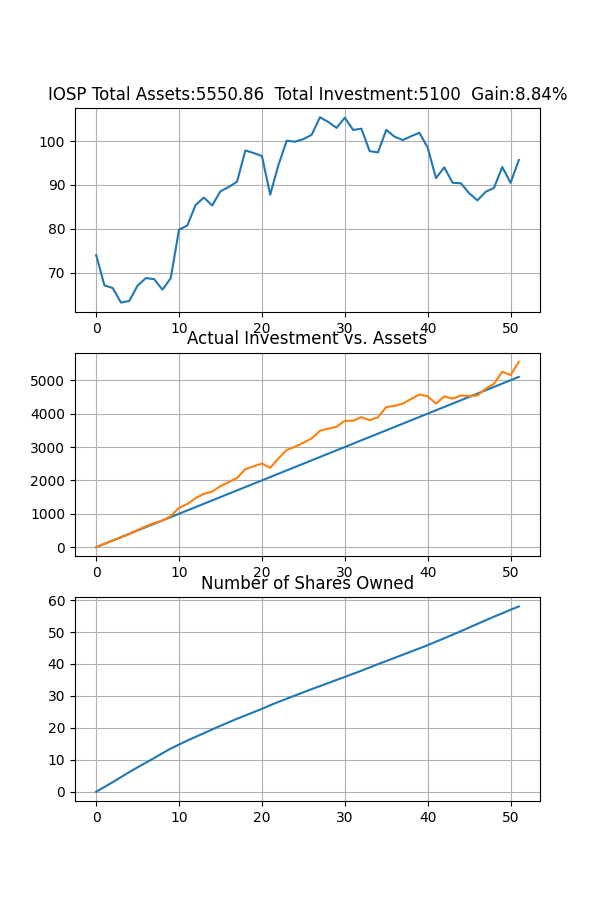 IOSP Total Assets:5550.86  Total Investment:5100  Gain:8.84%
100
90
80
70
0 10 20 30 40 50
Actual Investment vs. Assets
5000
4000
3000
2000
1000
0
0 10 20 30 40 50
Number of Shares Owned
60
50
40
30
20
10
0
0 10 20 30 40 50